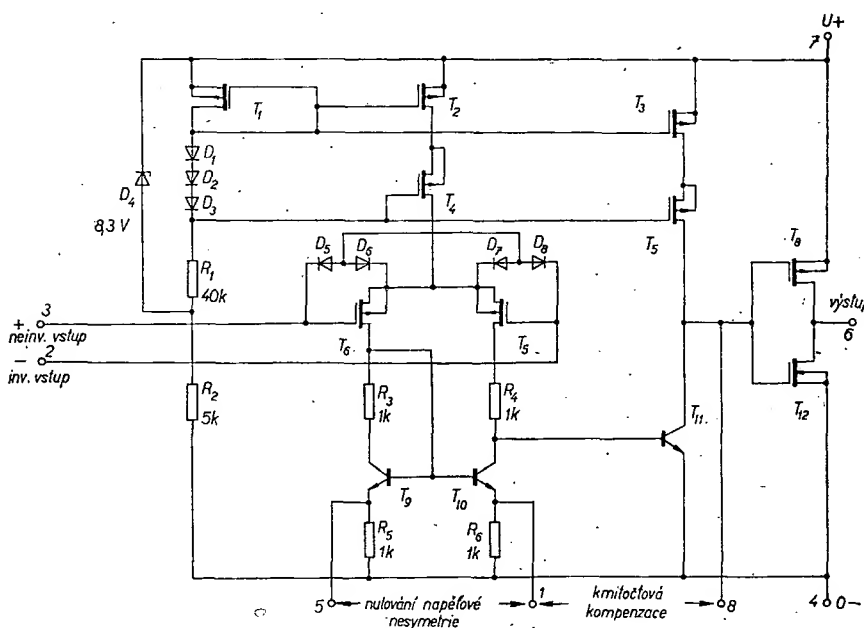 U+
7
T1
T2
T3
D1
D2
D3
D4
8,3 V
T4
D5
D6
D7
D8
T5
T8
R1
40k
3
+
neinv. vstup
2
−
inv. vstup
T6
T5
výstup
6
R2
5k
R3
1k
R4
1k
T11
T12
T9
T10
R5
1k
R6
1k
5
nulování napěťové
nesymetrie
1
kmitočtová
kompenzace
8
4
0−